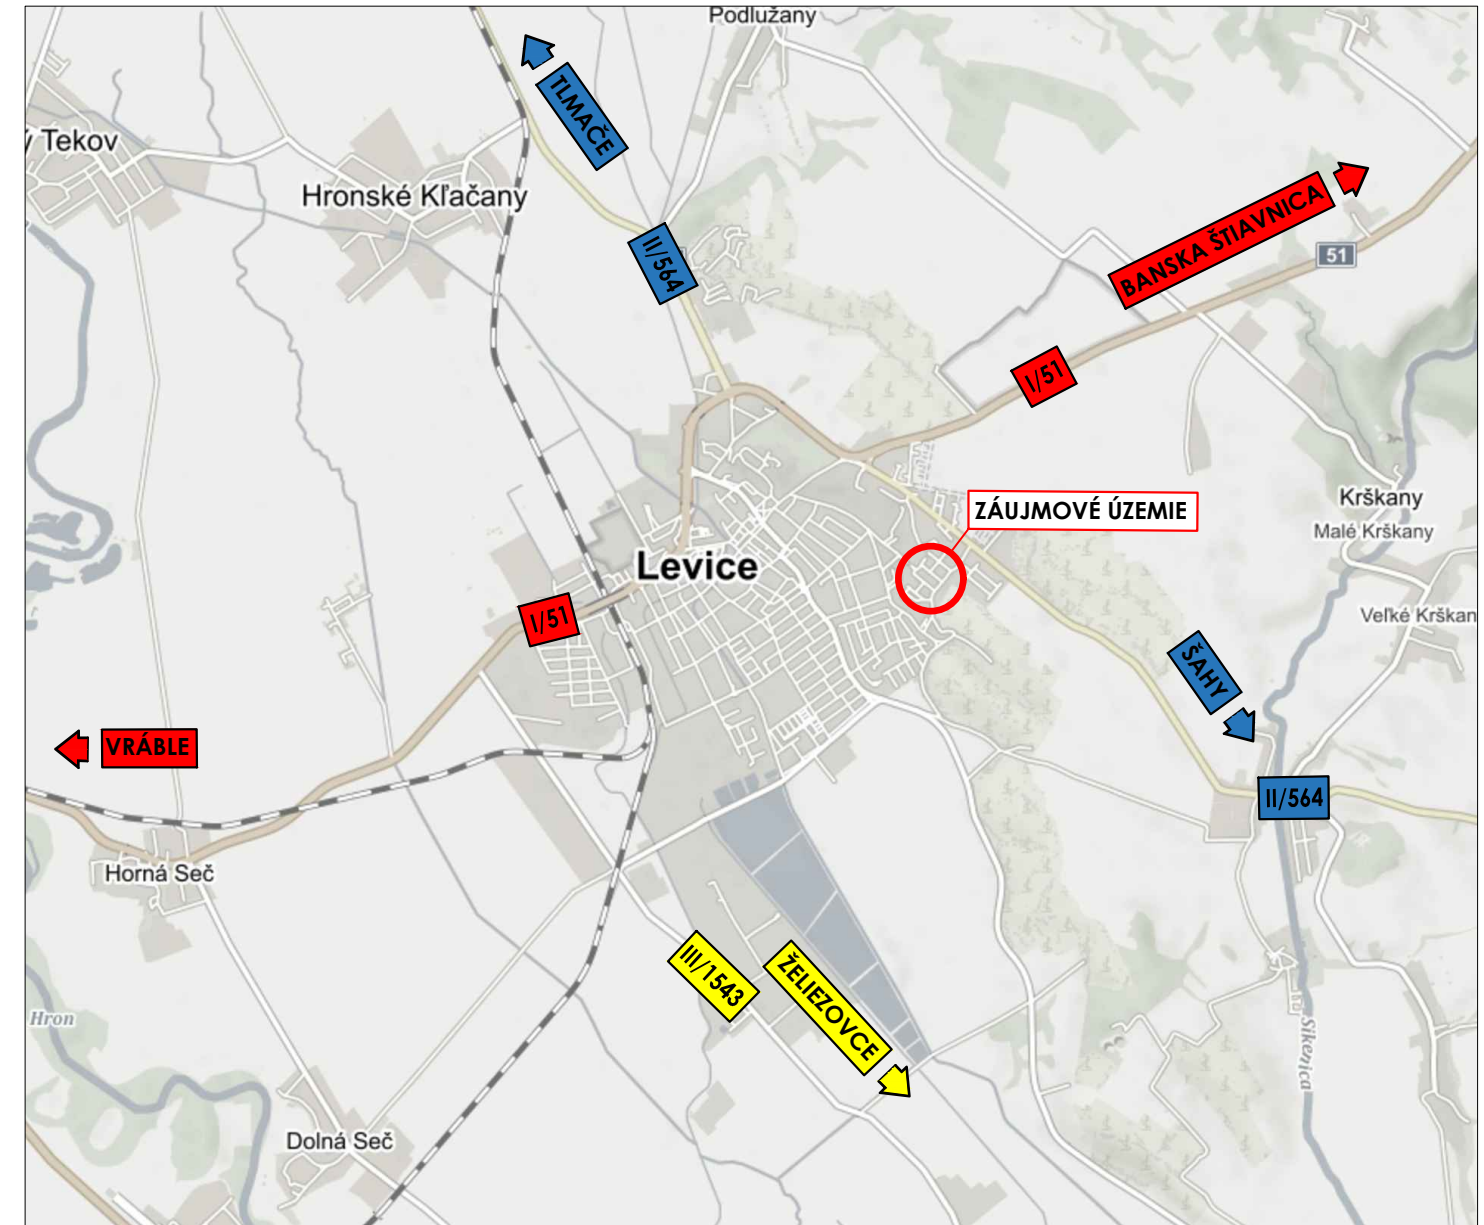 Podlužany
TLMAČE
ý Tekov
Hronské Kľačany
BANSKA ŠTIAVNICA
II/564
51
I/51
Krškany
ZÁUJMOVÉ ÚZEMIE
Malé Krškany
Levice
I/51
Veľké Krškan
ŠAHY
VRÁBLE
II/564
Horná Seč
III/1543
ŽELIEZOVCE
Hron
Sikenica
Dolná Seč